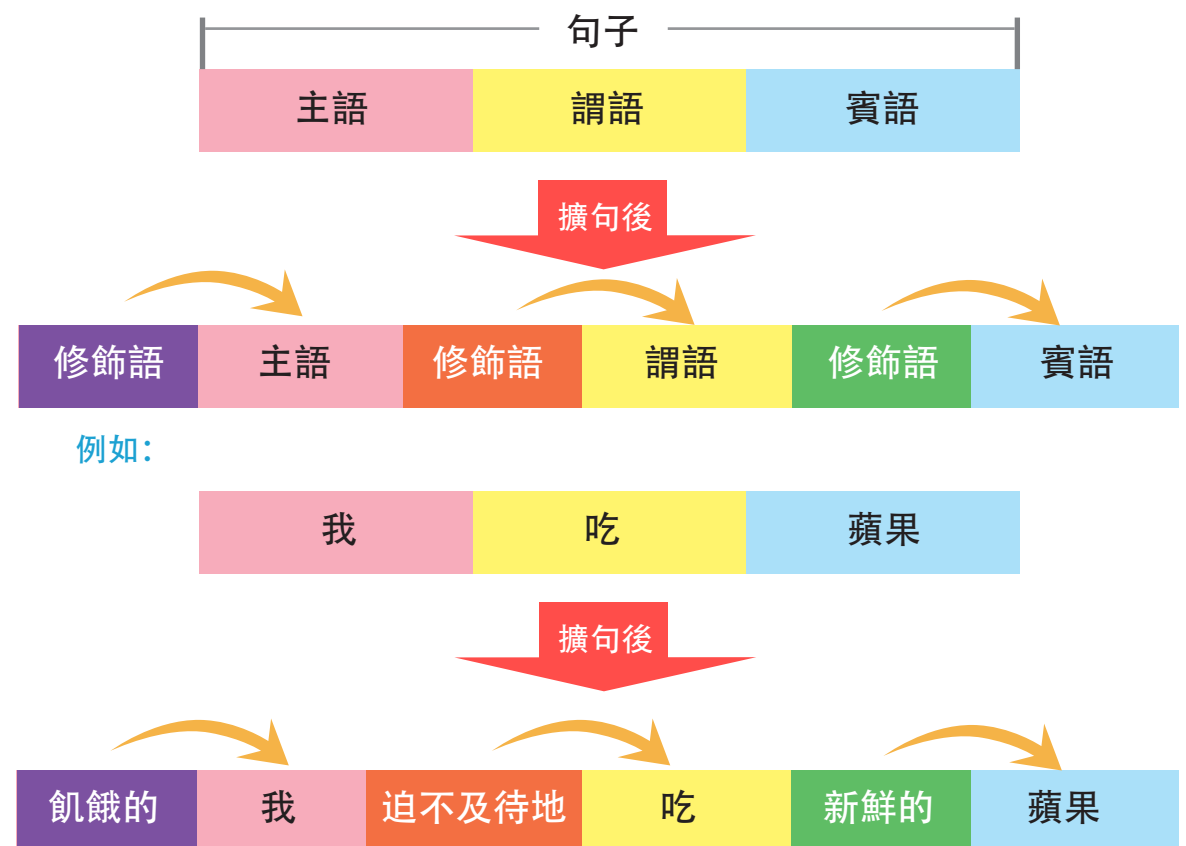 句子
主語 謂語 賓語
擴句後
修飾語 主語 修飾語 謂語 修飾語 賓語
例如：
我 吃 蘋果
擴句後
飢餓的 我 迫不及待地 吃 新鮮的 蘋果